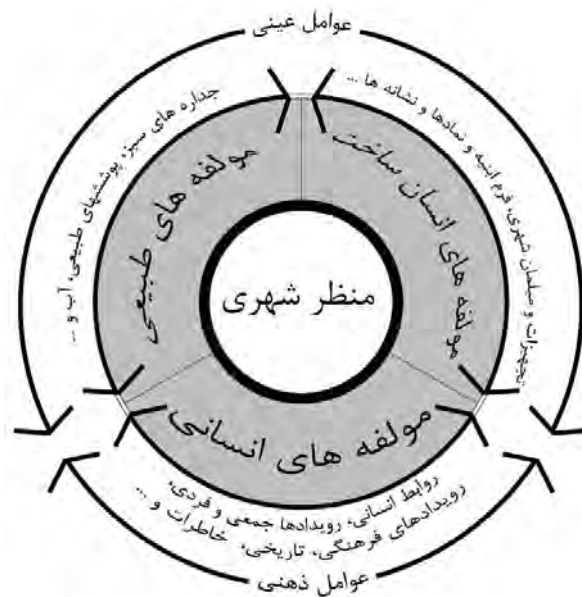 عوامل عینی
تجهیزات و سلمان شهری، فرم ابنیه و نمادها و نشانه ها ...
جداره های سبز، پوششهای طبیعی، آب و ...
مولفه های انسان ساخت
مولفه های طبیعی
منظر شهری
مولفه های انسانی
روابط انسانی، رویدادها جمعی و فردی،
رویدادهای فرهنگی، تاریخی، خاطرات و ...
عوامل ذهنی